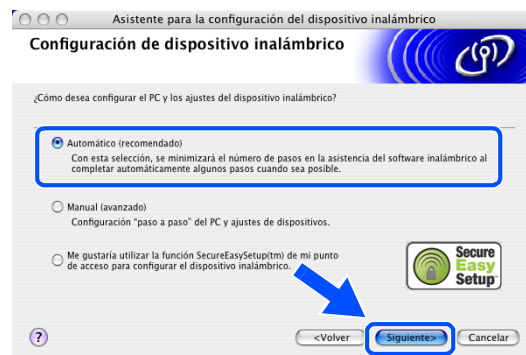 Asistente para la configuración del dispositivo inalámbrico
Configuración de dispositivo inalámbrico
¿Cómo desea configurar el PC y los ajustes del dispositivo inalámbrico?
Automático (recomendado)
Con esta selección, se minimizará el número de pasos en la asistencia del software inalámbrico al
completar automáticamente algunos pasos cuando sea posible.
Manual (avanzado)
Configuración "paso a paso" del PC y ajustes de dispositivos.
Me gustaría utilizar la función SecureEasySetup(tm) de mi punto
de acceso para configurar el dispositivo inalámbrico.
Secure
Easy
Setup
?
<Volver
Siguiente>
Cancelar